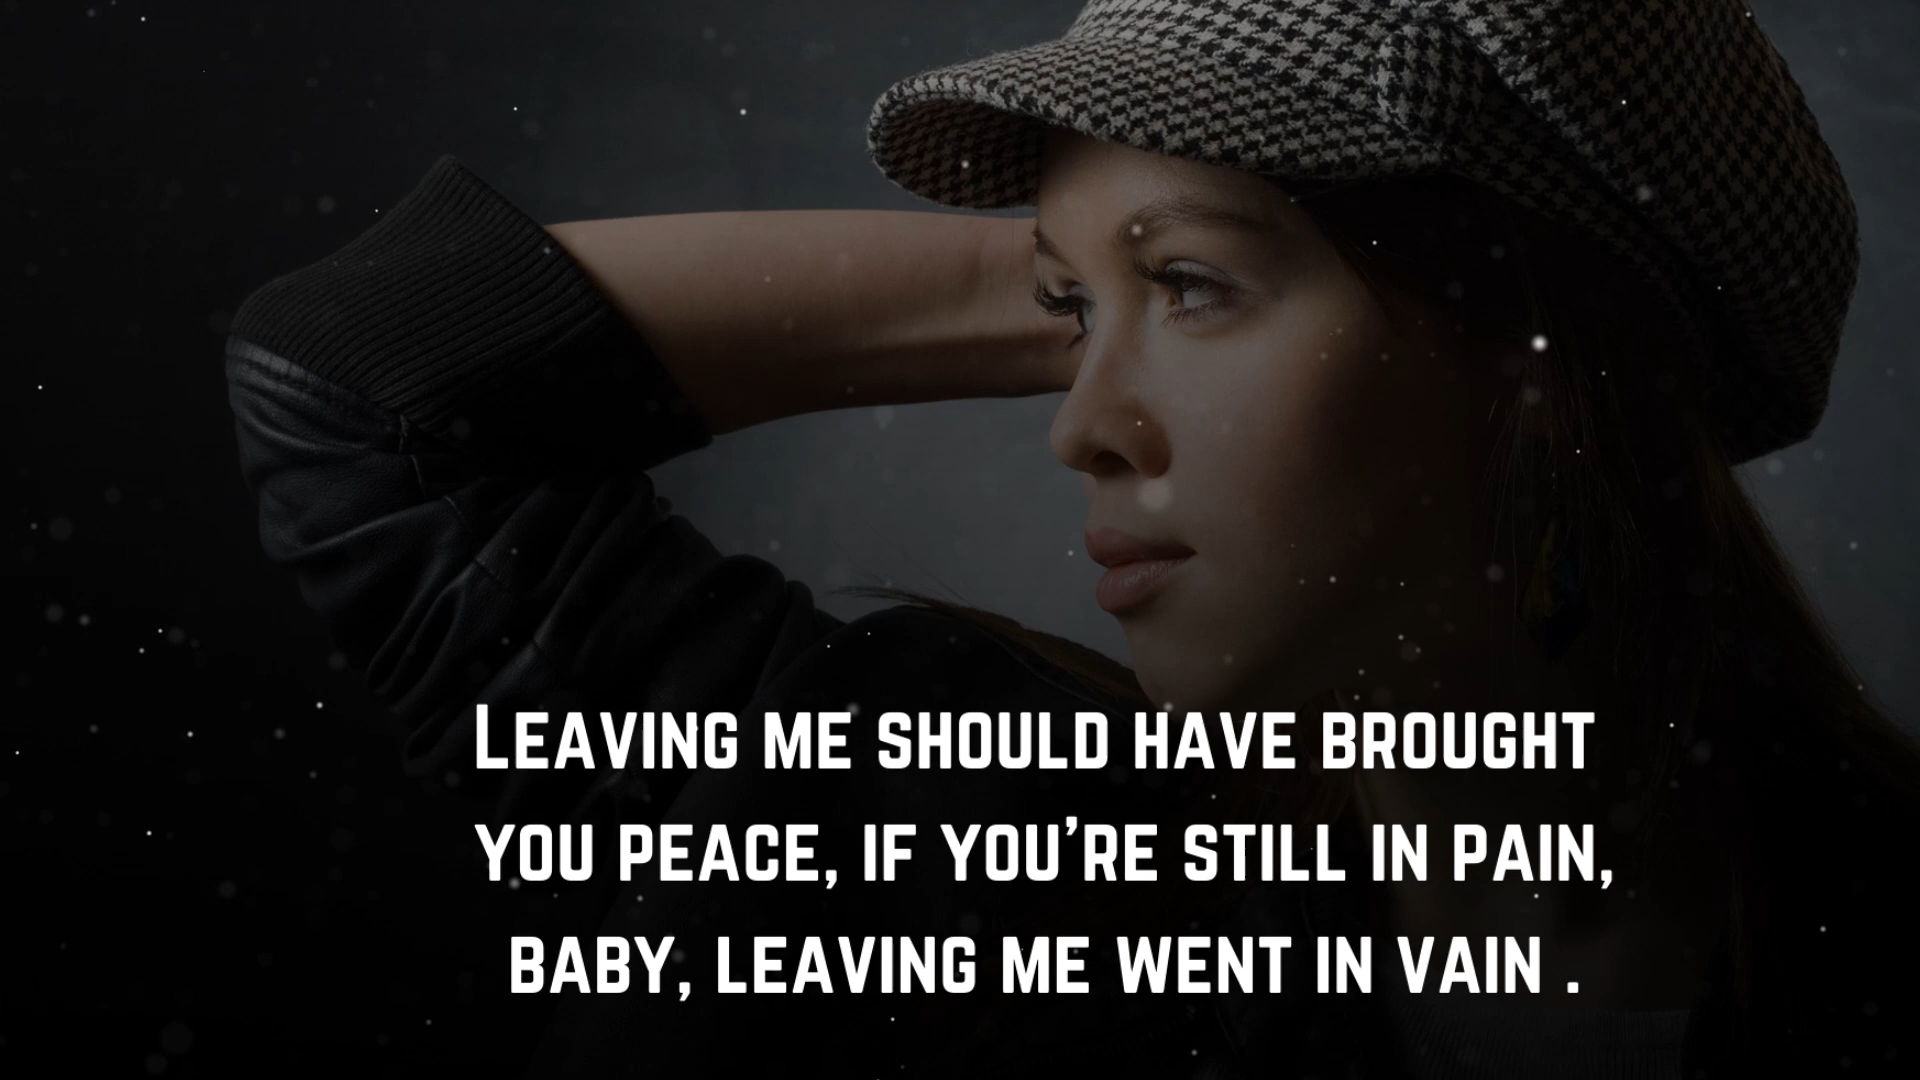 Leaving me should have brought
you peace, if you're still in pain,
baby, leaving me went in vain .